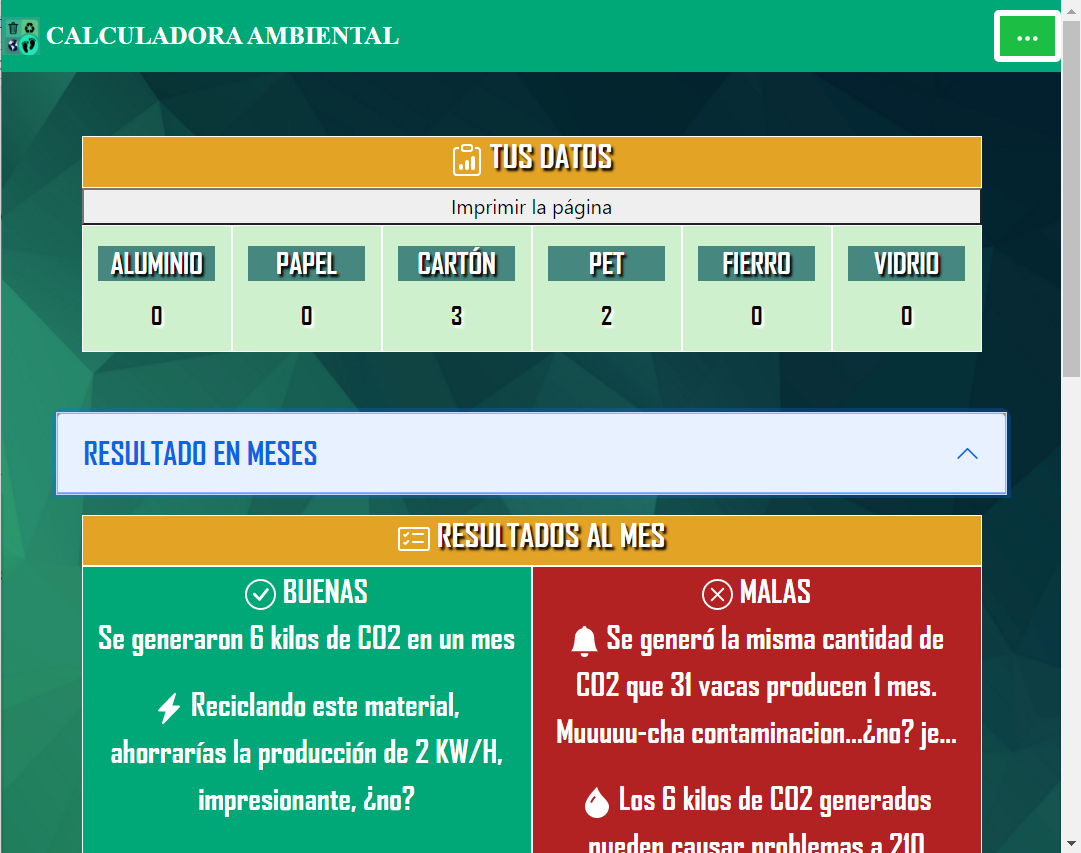 CALCULADORA AMBIENTAL
...
TUS DATOS
Imprimir la página
ALUMINIO PAPEL CARTÓN PET FIERRO VIDRIO
0 0 3 2 0 0
RESULTADO EN MESES
RESULTADOS AL MES
BUENAS
Se generaron 6 kilos de CO2 en un mes
Reciclando este material,
ahorrarías la producción de 2 KW/H,
impresionante, ¿no?
MALAS
Se generó la misma cantidad de
CO2 que 31 vacas producen 1 mes.
Muuuuu-cha contaminacion...¿no? je...
Los 6 kilos de CO2 generados
pueden causar problemas a 210